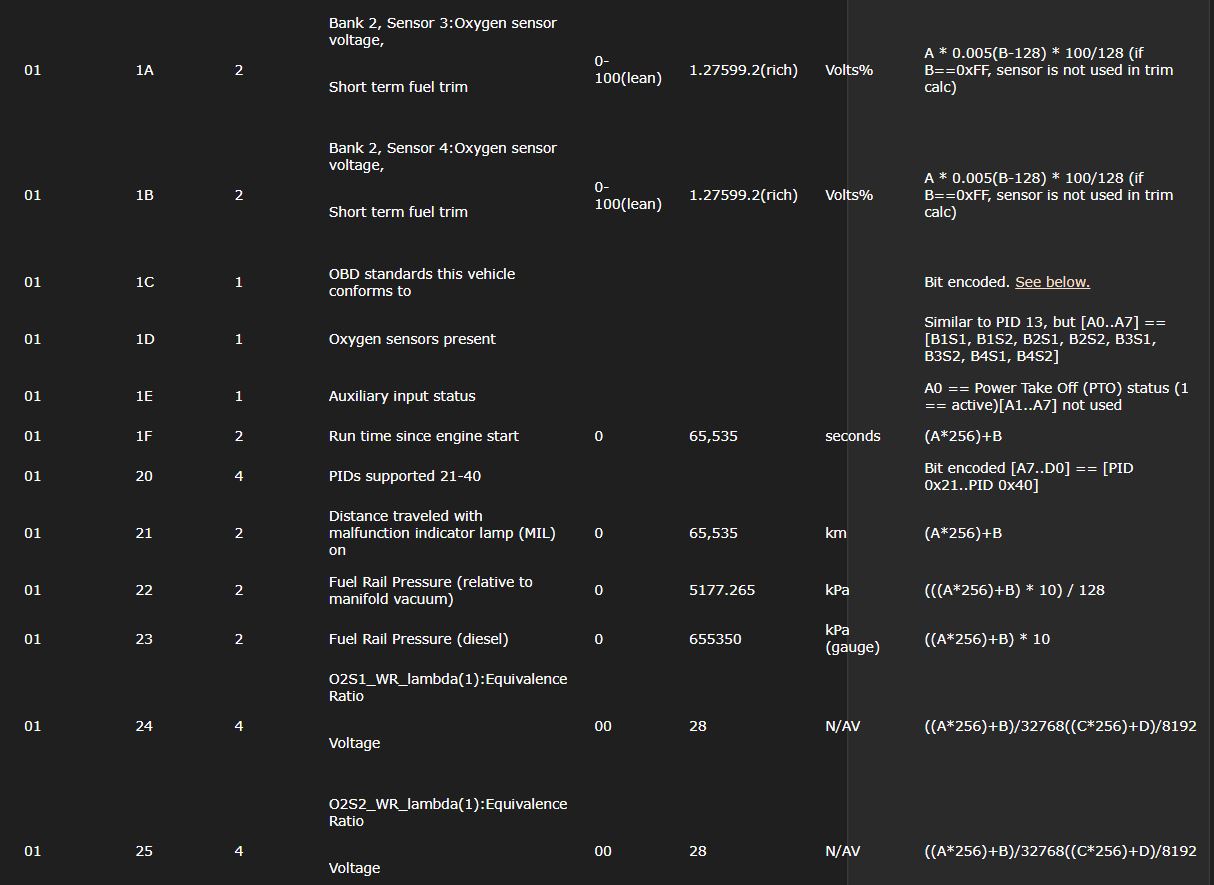 Bank 2, Sensor 3:Oxygen sensor
voltage,
Short term fuel trim
01 1A 2 0-
100(lean) 1.27599.2(rich) Volts% A * 0.005(B-128) * 100/128 (if
B==0xFF, sensor is not used in trim
calc)
Bank 2, Sensor 4:Oxygen sensor
voltage,
Short term fuel trim
01 1B 2 0-
100(lean) 1.27599.2(rich) Volts% A * 0.005(B-128) * 100/128 (if
B==0xFF, sensor is not used in trim
calc)
01 1C 1 OBD standards this vehicle
conforms to Bit encoded. See below.
01 1D 1 Oxygen sensors present Similar to PID 13, but [A0..A7] ==
[B1S1, B1S2, B2S1, B2S2, B3S1,
B3S2, B4S1, B4S2]
01 1E 1 Auxiliary input status A0 == Power Take Off (PTO) status (1
== active)[A1..A7] not used
01 1F 2 Run time since engine start 0 65,535 seconds (A*256)+B
01 20 4 PIDs supported 21-40 Bit encoded [A7..D0] == [PID
0x21..PID 0x40]
01 21 2 Distance traveled with
malfunction indicator lamp (MIL)
on 0 65,535 km (A*256)+B
01 22 2 Fuel Rail Pressure (relative to
manifold vacuum) 0 5177.265 kPa (((A*256)+B) * 10) / 128
01 23 2 Fuel Rail Pressure (diesel) 0 655350 kPa
(gauge) ((A*256)+B) * 10
O2S1_WR_lambda(1):Equivalence
Ratio
Voltage
01 24 4 00 28 N/AV ((A*256)+B)/32768((C*256)+D)/8192
O2S2_WR_lambda(1):Equivalence
Ratio
Voltage
01 25 4 00 28 N/AV ((A*256)+B)/32768((C*256)+D)/8192